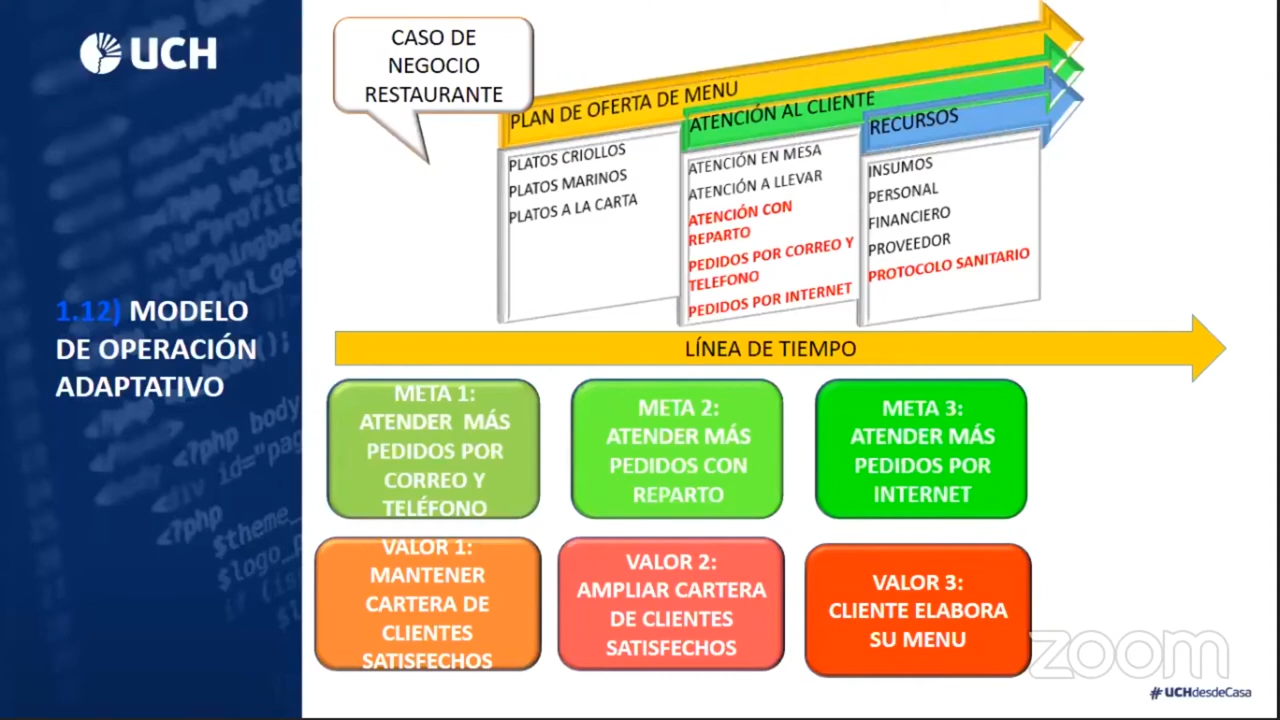 UCH
1.12) MODELO
DE OPERACIÓN
ADAPTATIVO
CASO DE
NEGOCIO
RESTAURANTE
PLAN DE OFERTA DE MENU
PLATOS CRIOLLOS
PLATOS MARINOS
PLATOS A LA CARTA
ATENCIÓN AL CLIENTE
ATENCIÓN EN MESA
ATENCIÓN A LLEVAR
ATENCIÓN CON
REPARTO
PEDIDOS POR CORREO Y
TELEFONO
PEDIDOS POR INTERNET
RECURSOS
INSUMOS
PERSONAL
FINANCIERO
PROVEEDOR
PROTOCOLO SANITARIO
LÍNEA DE TIEMPO
META 1:
ATENDER MÁS
PEDIDOS POR
CORREO Y
TELÉFONO
META 2:
ATENDER MÁS
PEDIDOS CON
REPARTO
META 3:
ATENDER MÁS
PEDIDOS POR
INTERNET
VALOR 1:
MANTENER
CARTERA DE
CLIENTES
SATISFECHOS
VALOR 2:
AMPLIAR CARTERA
DE CLIENTES
SATISFECHOS
VALOR 3:
CLIENTE ELABORA
SU MENU
zoom
#UCHdesdeCasa